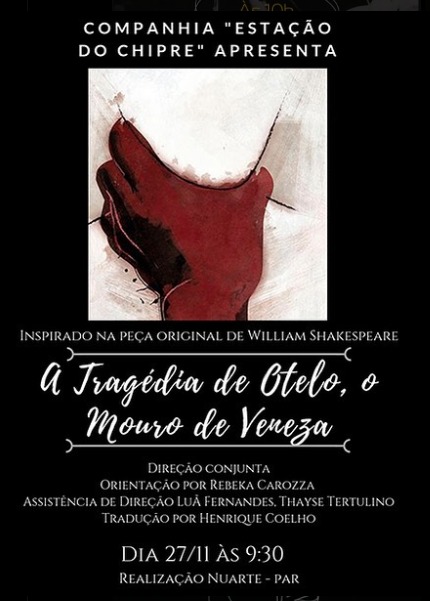 COMPANHIA "ESTAÇÃO
DO CHIPRE" APRESENTA
INSPIRADO NA PEÇA ORIGINAL DE WILLIAM SHAKESPEARE
A Tragédia de Otelo, o
Mouro de Veneza
DIREÇÃO CONJUNTA
ORIENTAÇÃO POR REBEKA CAROZZA
ASSISTÊNCIA DE DIREÇÃO LUÃ FERNANDES, THAYSE TERTULINO
TRADUÇÃO POR HENRIQUE COELHO
DIA 27/11 ÀS 9:30
REALIZAÇÃO NUARTE - PAR